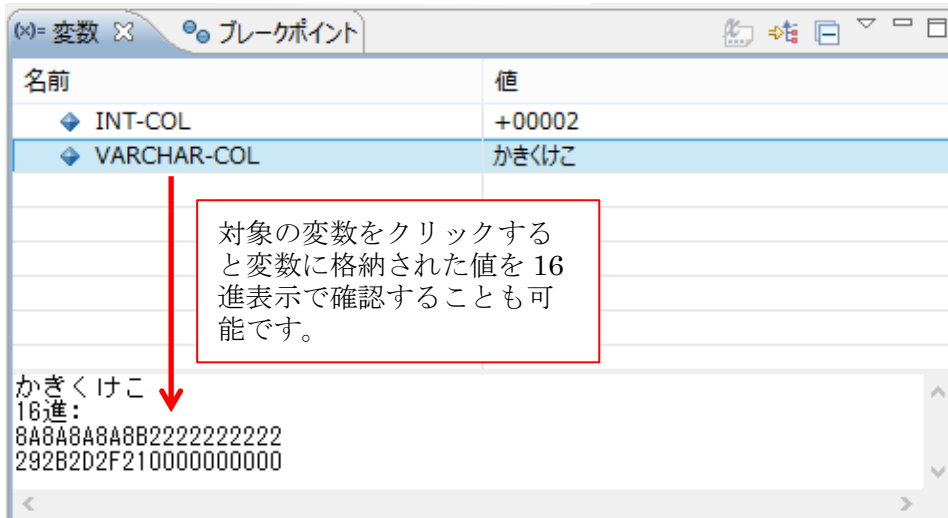 (x)= 変数 ブレークポイント
名前 値
INT-COL +00002
VARCHAR-COL かきくけこ
対象の変数をクリックする
と変数に格納された値を 16
進表示で確認することも可
能です。
かきくけこ
16進:
8A8A8A8A8B2222222222
292B2D2F210000000000